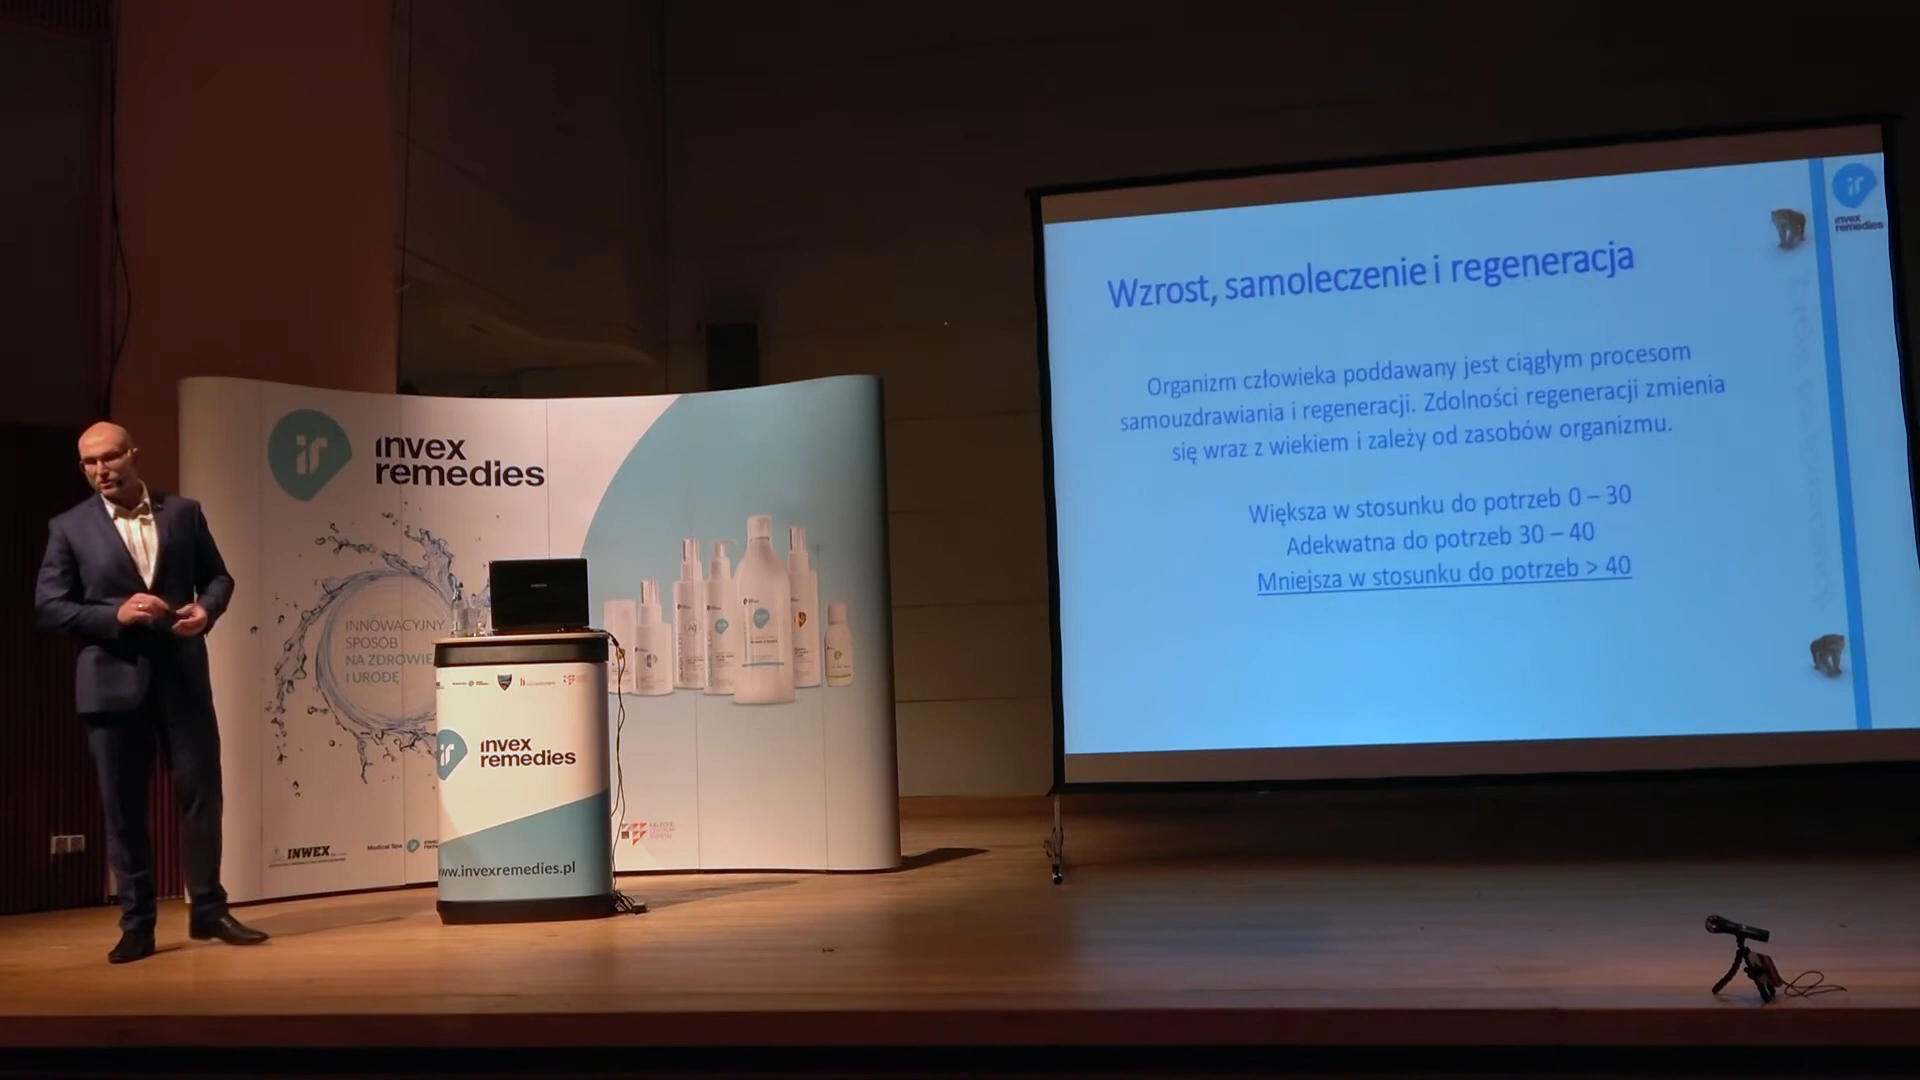 invex
remedies
INNOWACYJNY
SPOSÓB
NA ZDROWIE
I URODĘ
INWEX
Medical Spa
invex
remedies
www.invexremedies.pl
Wzrost, samoleczenie i regeneracja
Organizm człowieka poddawany jest ciągłym procesom
samouzdrawiania i regeneracji. Zdolności regeneracji zmienia
się wraz z wiekiem i zależy od zasobów organizmu.
Większa w stosunku do potrzeb 0 – 30
Adekwatna do potrzeb 30 – 40
Mniejsza w stosunku do potrzeb > 40
invex
remedies